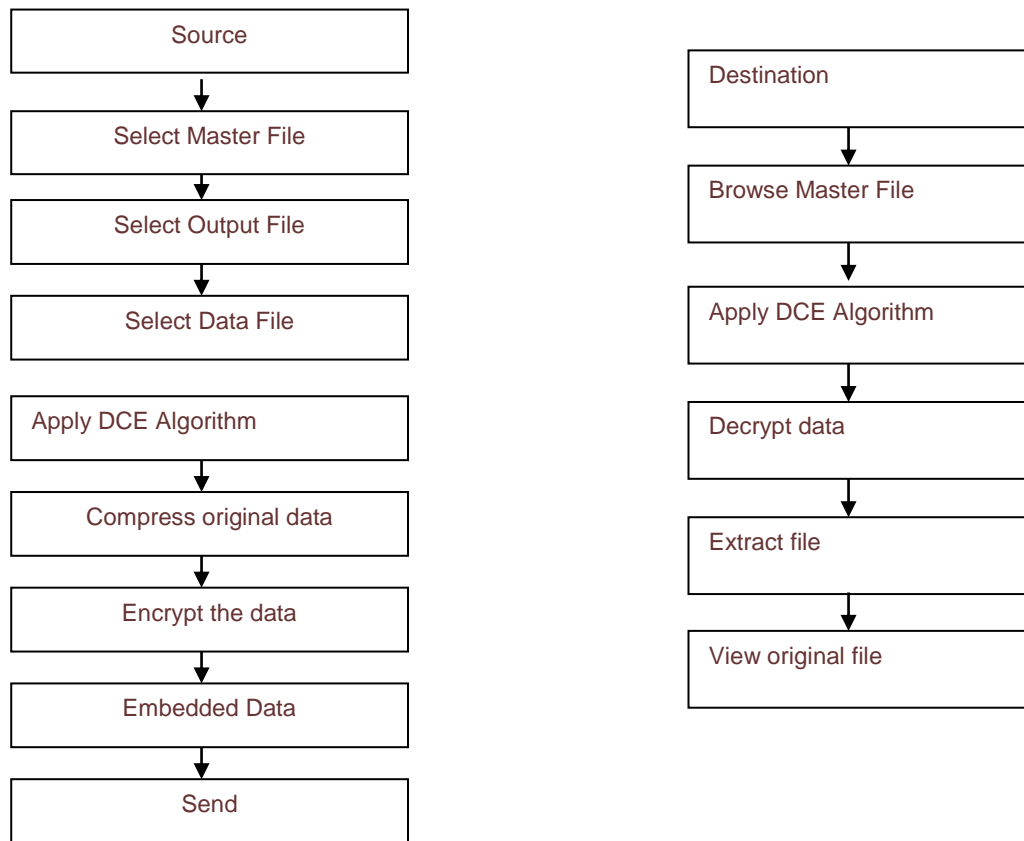 Source
Select Master File
Select Output File
Select Data File
Apply DCE Algorithm
Compress original data
Encrypt the data
Embedded Data
Send
Destination
Browse Master File
Apply DCE Algorithm
Decrypt data
Extract file
View original file